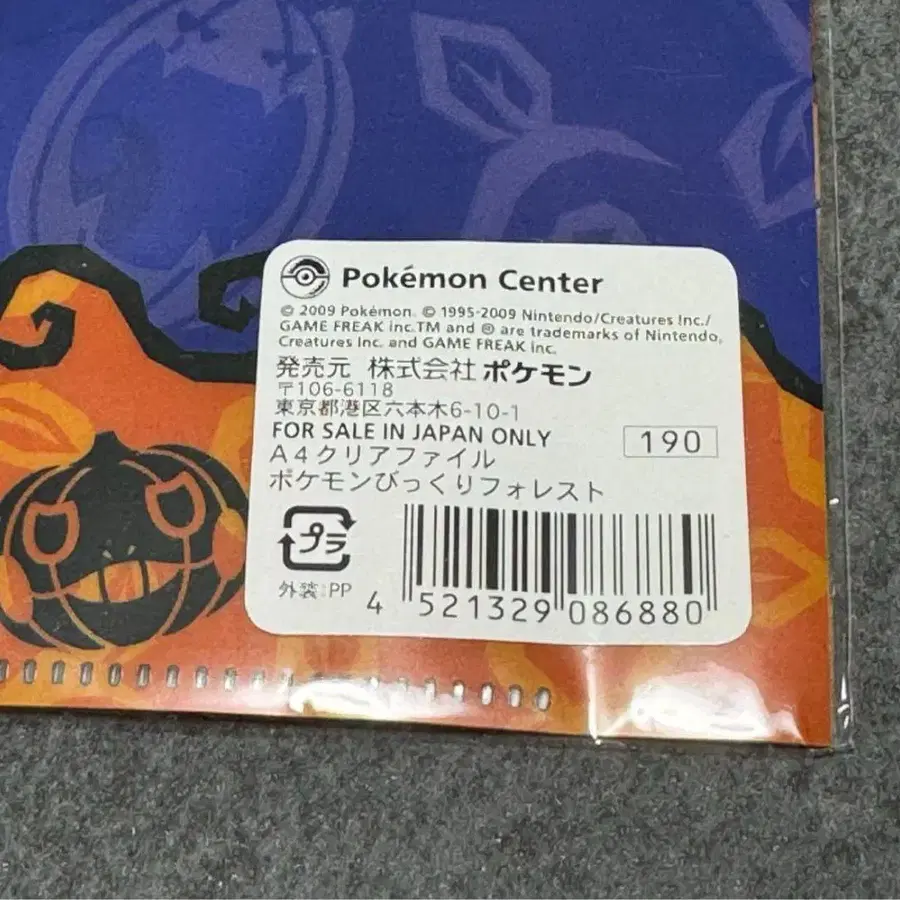 Pokémon Center
© 2009 Pokémon. © 1995-2009 Nintendo/Creatures Inc./
GAME FREAK inc.TM and ® are trademarks of Nintendo,
Creatures Inc. and GAME FREAK inc.
発売元 株式会社 ポケモン
〒106-6118
東京都港区六本木6-10-1
FOR SALE IN JAPAN ONLY
190
A4クリアファイル
ポケモンびっくりフォレスト
プラ
外装:PP
4 521329 086880